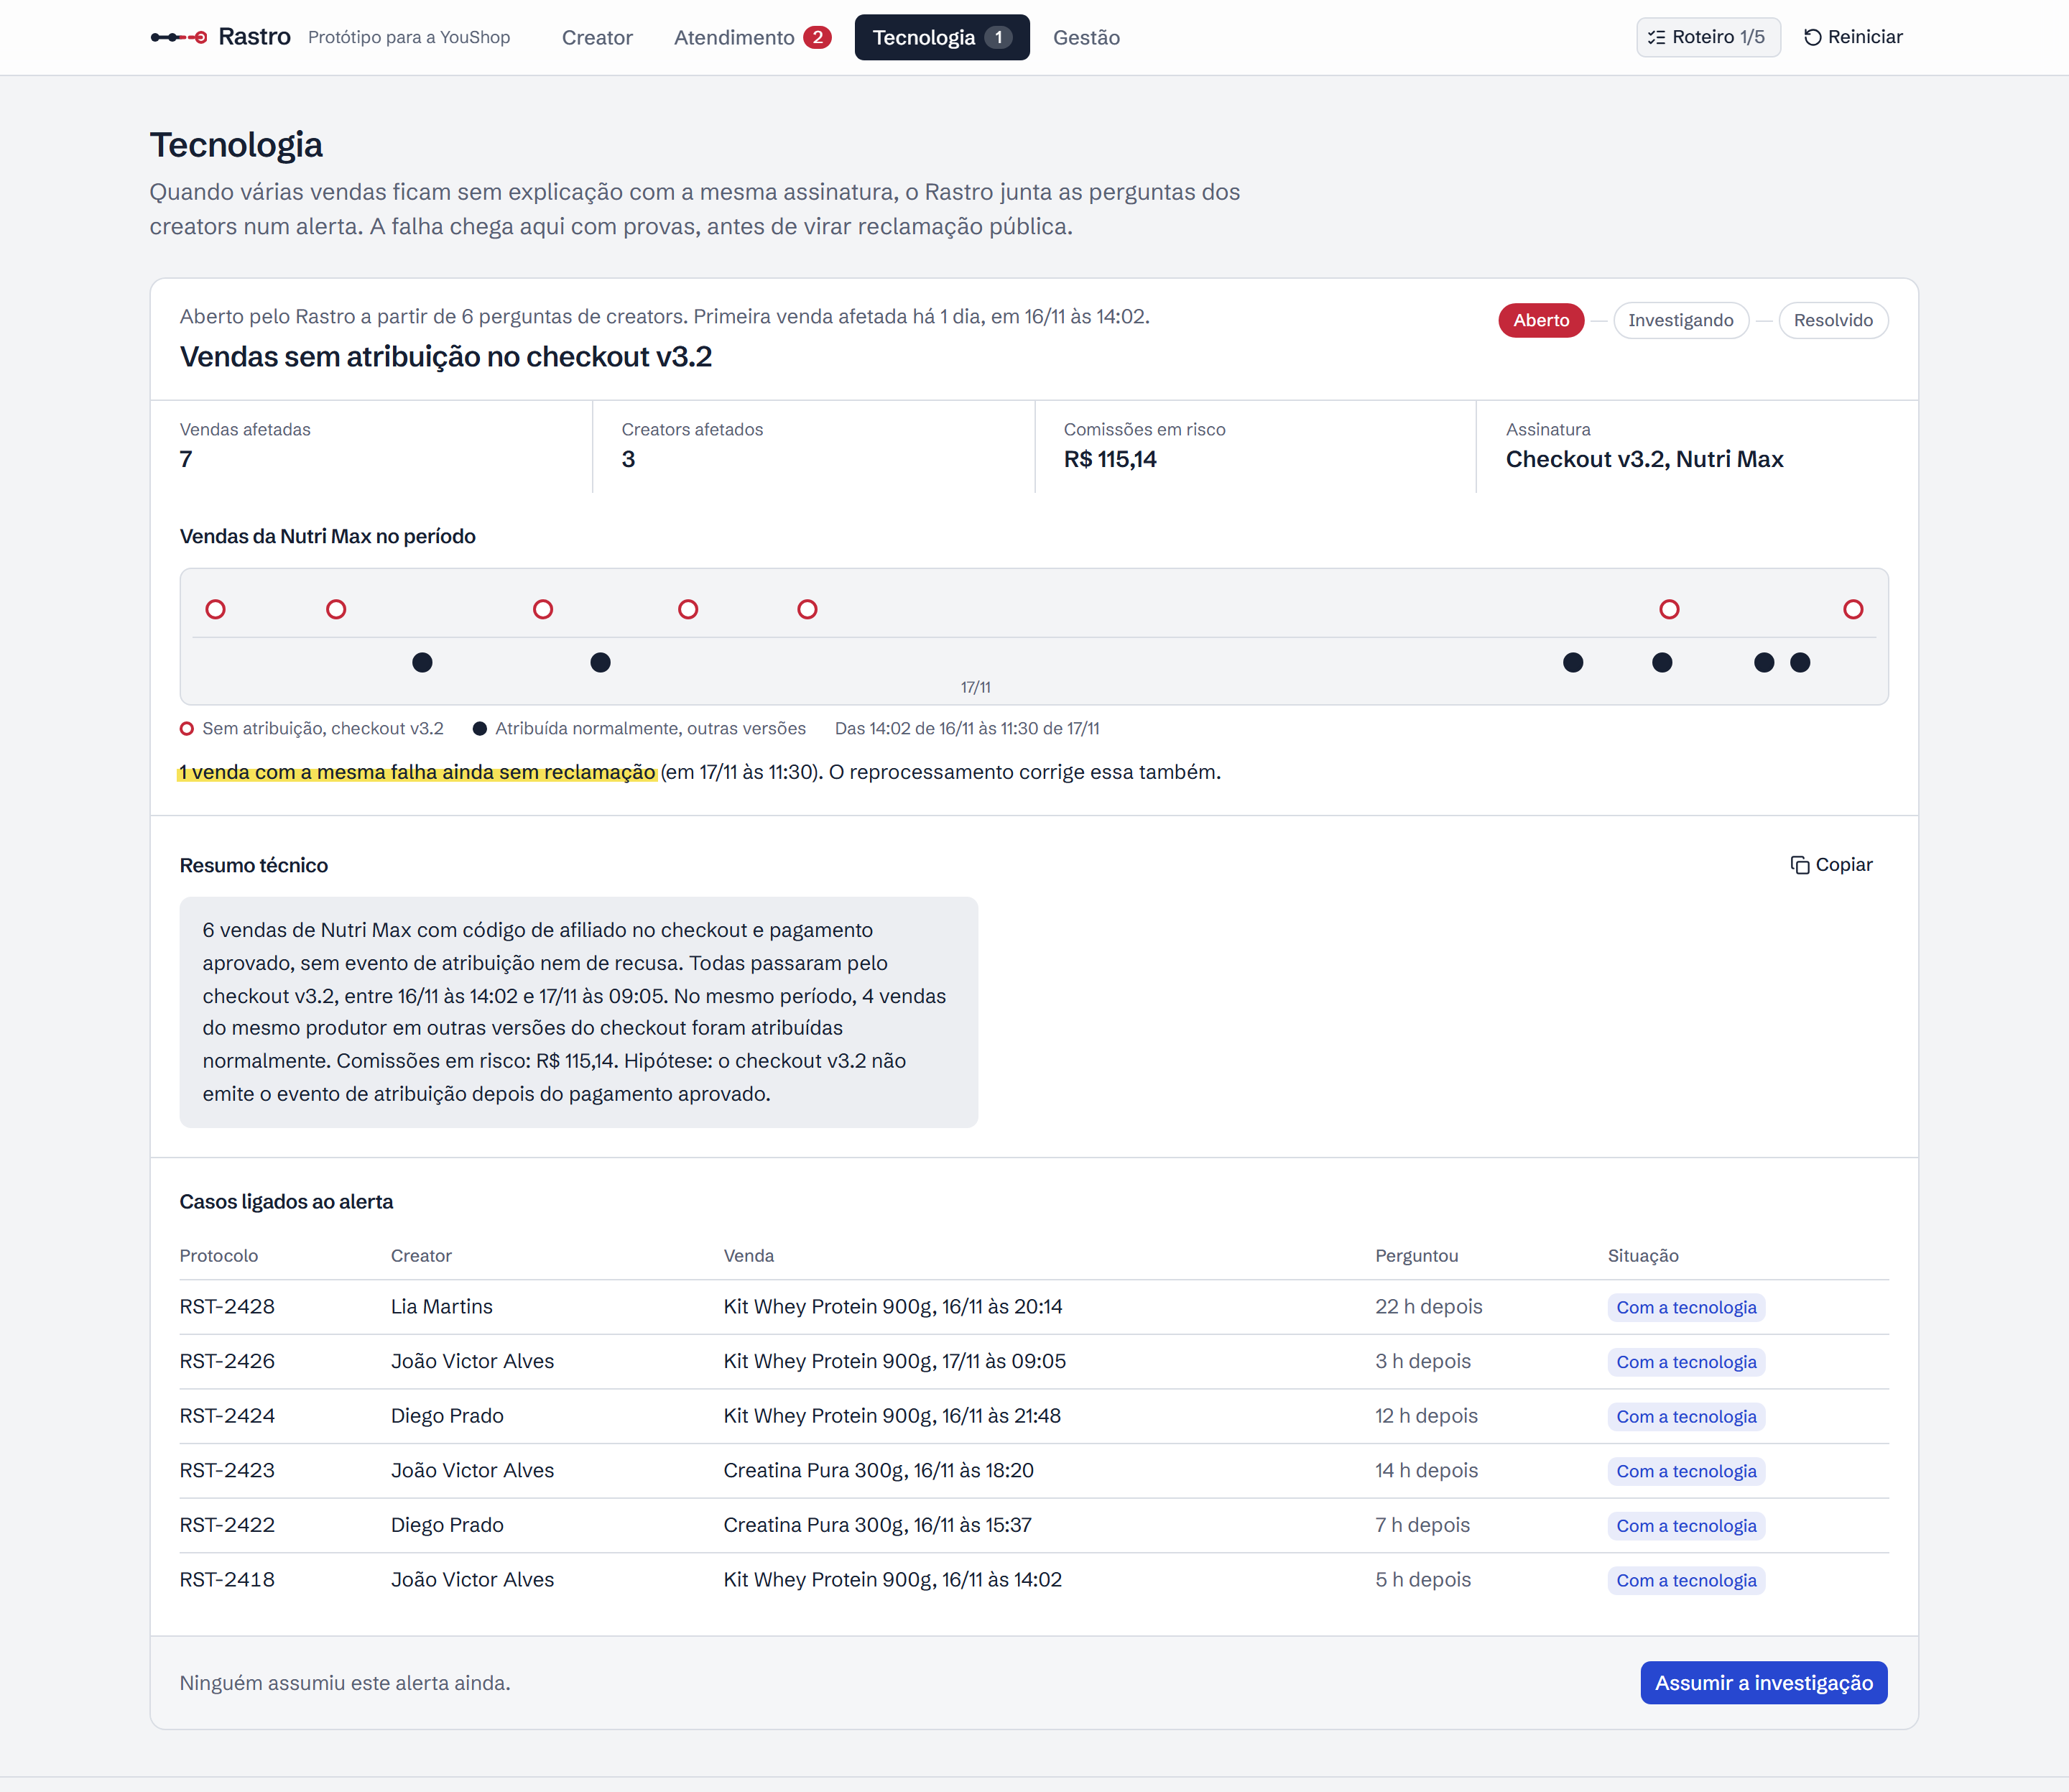 Rastro Protótipo para a YouShop Creator Atendimento 2 Tecnologia 1 Gestão Roteiro 1/5 Reiniciar
Tecnologia
Quando várias vendas ficam sem explicação com a mesma assinatura, o Rastro junta as perguntas dos
creators num alerta. A falha chega aqui com provas, antes de virar reclamação pública.
Aberto pelo Rastro a partir de 6 perguntas de creators. Primeira venda afetada há 1 dia, em 16/11 às 14:02.
Vendas sem atribuição no checkout v3.2
Aberto Investigando Resolvido
Vendas afetadas
7
Creators afetados
3
Comissões em risco
R$ 115,14
Assinatura
Checkout v3.2, Nutri Max
Vendas da Nutri Max no período
17/11
Sem atribuição, checkout v3.2 Atribuída normalmente, outras versões Das 14:02 de 16/11 às 11:30 de 17/11
1 venda com a mesma falha ainda sem reclamação (em 17/11 às 11:30). O reprocessamento corrige essa também.
Resumo técnico Copiar
6 vendas de Nutri Max com código de afiliado no checkout e pagamento
aprovado, sem evento de atribuição nem de recusa. Todas passaram pelo
checkout v3.2, entre 16/11 às 14:02 e 17/11 às 09:05. No mesmo período, 4 vendas
do mesmo produtor em outras versões do checkout foram atribuídas
normalmente. Comissões em risco: R$ 115,14. Hipótese: o checkout v3.2 não
emite o evento de atribuição depois do pagamento aprovado.
Casos ligados ao alerta
Protocolo Creator Venda Perguntou Situação
RST-2428 Lia Martins Kit Whey Protein 900g, 16/11 às 20:14 22 h depois Com a tecnologia
RST-2426 João Victor Alves Kit Whey Protein 900g, 17/11 às 09:05 3 h depois Com a tecnologia
RST-2424 Diego Prado Kit Whey Protein 900g, 16/11 às 21:48 12 h depois Com a tecnologia
RST-2423 João Victor Alves Creatina Pura 300g, 16/11 às 18:20 14 h depois Com a tecnologia
RST-2422 Diego Prado Creatina Pura 300g, 16/11 às 15:37 7 h depois Com a tecnologia
RST-2418 João Victor Alves Kit Whey Protein 900g, 16/11 às 14:02 5 h depois Com a tecnologia
Ninguém assumiu este alerta ainda. Assumir a investigação